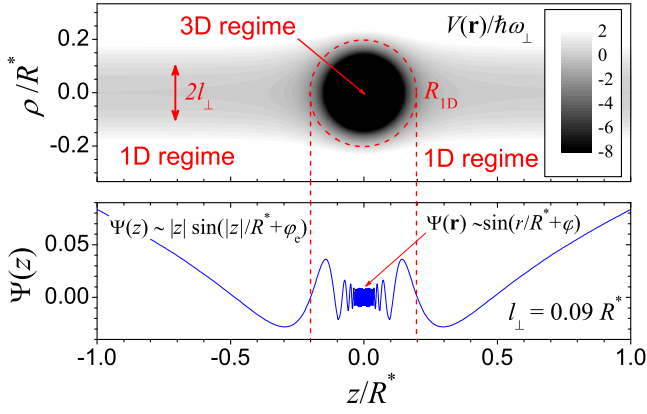 3D regime
V(r)/ħω⊥
ρ/R*
0.2
0.0
-0.2
2l⊥
R1D
1D regime
1D regime
2
0
-2
-4
-6
-8
Ψ(z)
0.05
0.00
Ψ(z) ~ |z| sin(|z|/R*+φe)
Ψ(r) ~sin(r/R*+φ)
l⊥ = 0.09 R*
-1.0
-0.5
0.0
0.5
1.0
z/R*